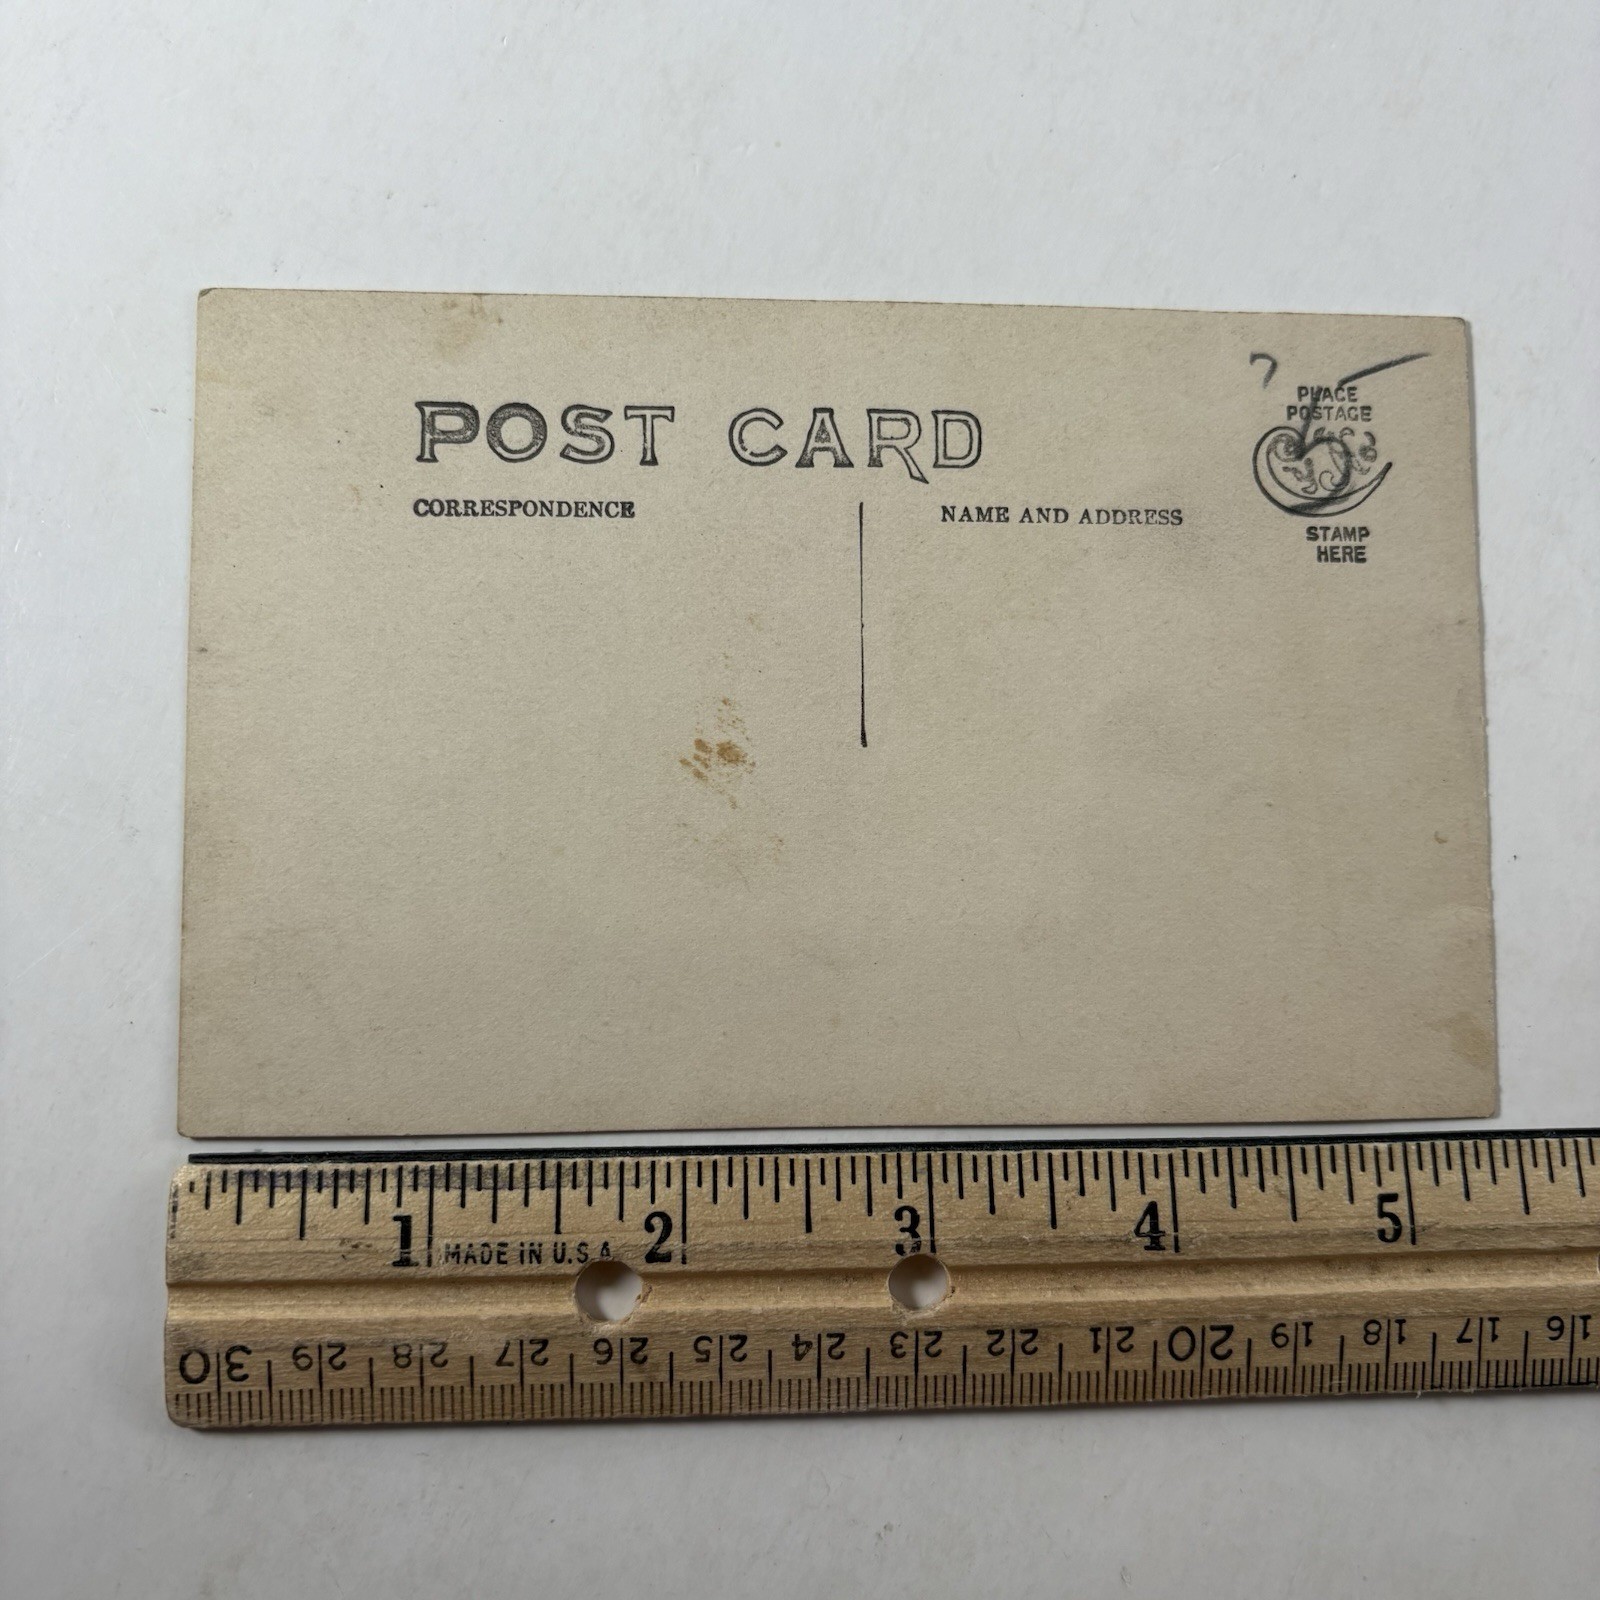 PLACE
POSTAGE
POST CARD
CORRESPONDENCE
NAME AND ADDRESS
STAMP
HERE
1 2 3 4 5
MADE IN U.S.A
30 29 28 27 26 25 24 23 22 21 20 19 18 17 16